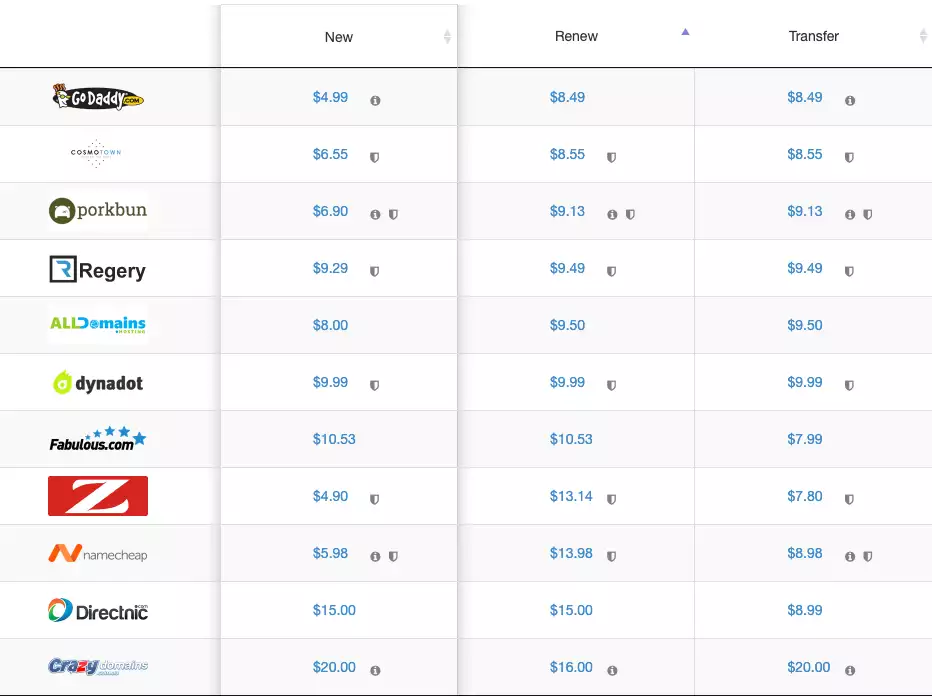 New Renew Transfer
GoDaddy.COM $4.99 $8.49 $8.49
COSMOTOWN $6.55 $8.55 $8.55
porkbun $6.90 $9.13 $9.13
Regery $9.29 $9.49 $9.49
ALLDomains HOSTING $8.00 $9.50 $9.50
dynadot $9.99 $9.99 $9.99
Fabulous.com $10.53 $10.53 $7.99
Z $4.90 $13.14 $7.80
namecheap $5.98 $13.98 $8.98
Directnic.com $15.00 $15.00 $8.99
Crazy domains $20.00 $16.00 $20.00